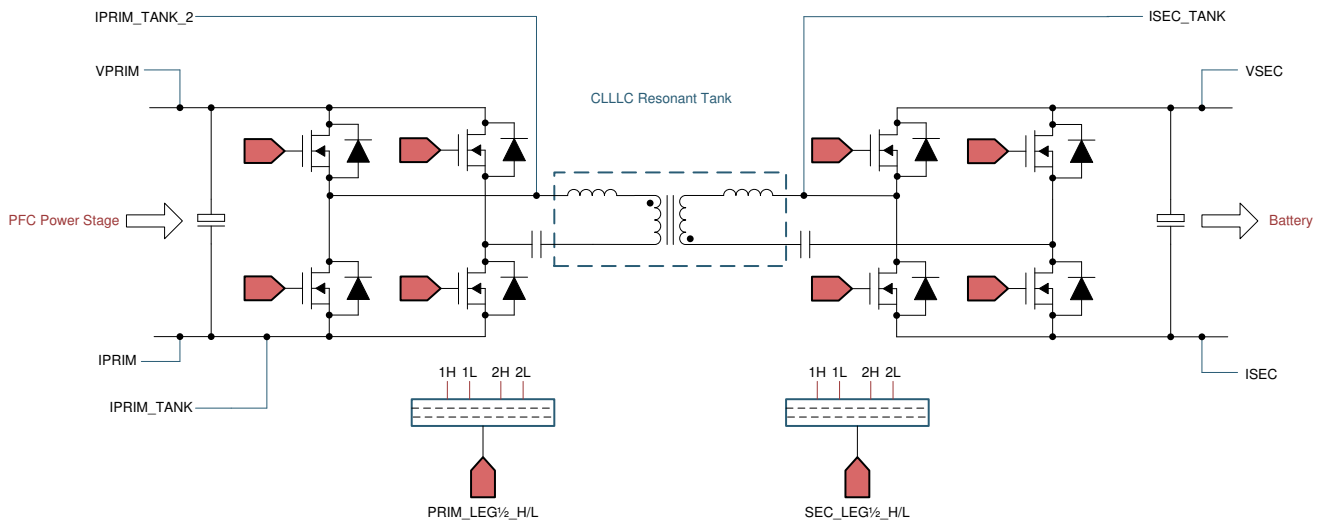 IPRIM_TANK_2
ISEC_TANK
VPRIM
VSEC
CLLLC Resonant Tank
PFC Power Stage
Battery
IPRIM
ISEC
IPRIM_TANK
1H 1L 2H 2L
1H 1L 2H 2L
PRIM_LEG½_H/L
SEC_LEG½_H/L